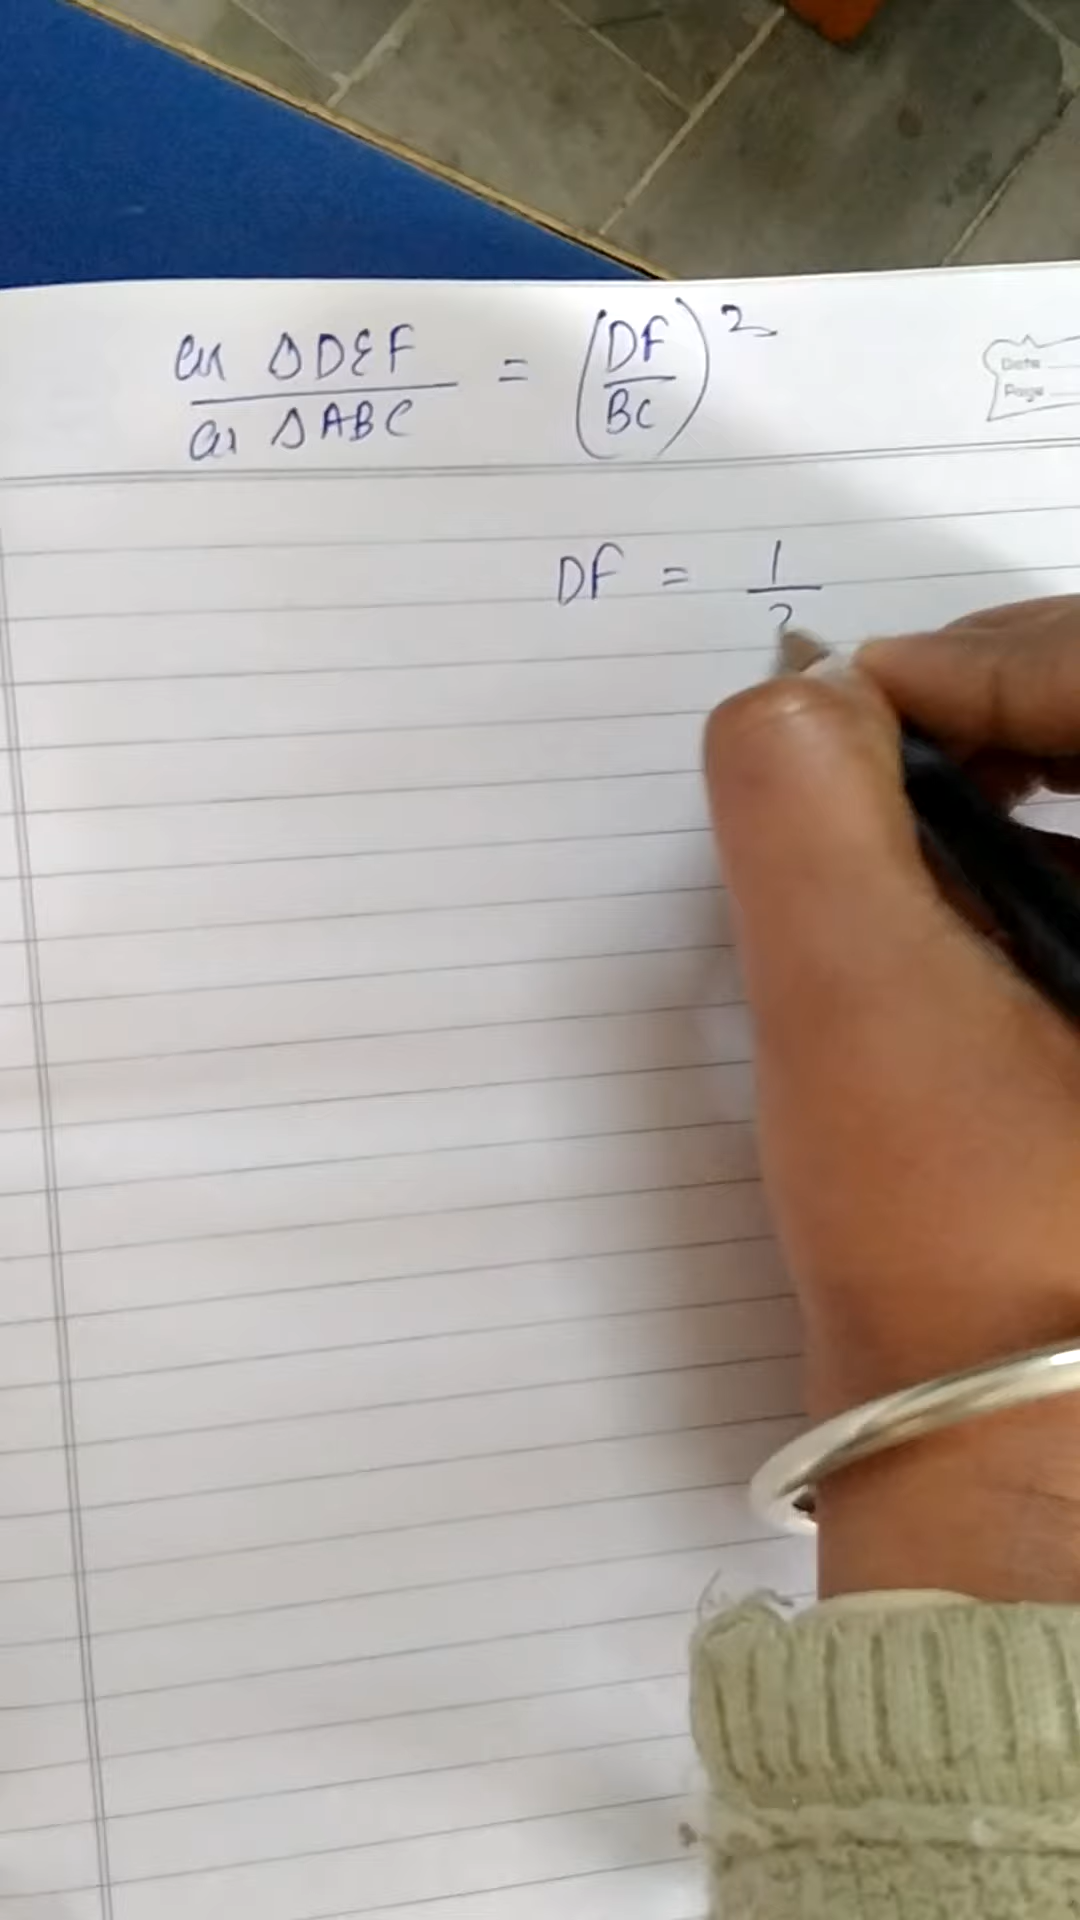 ar ΔDEF / ar ΔABC = (DF / BC)²
Date
Page
DF = 1 / 2